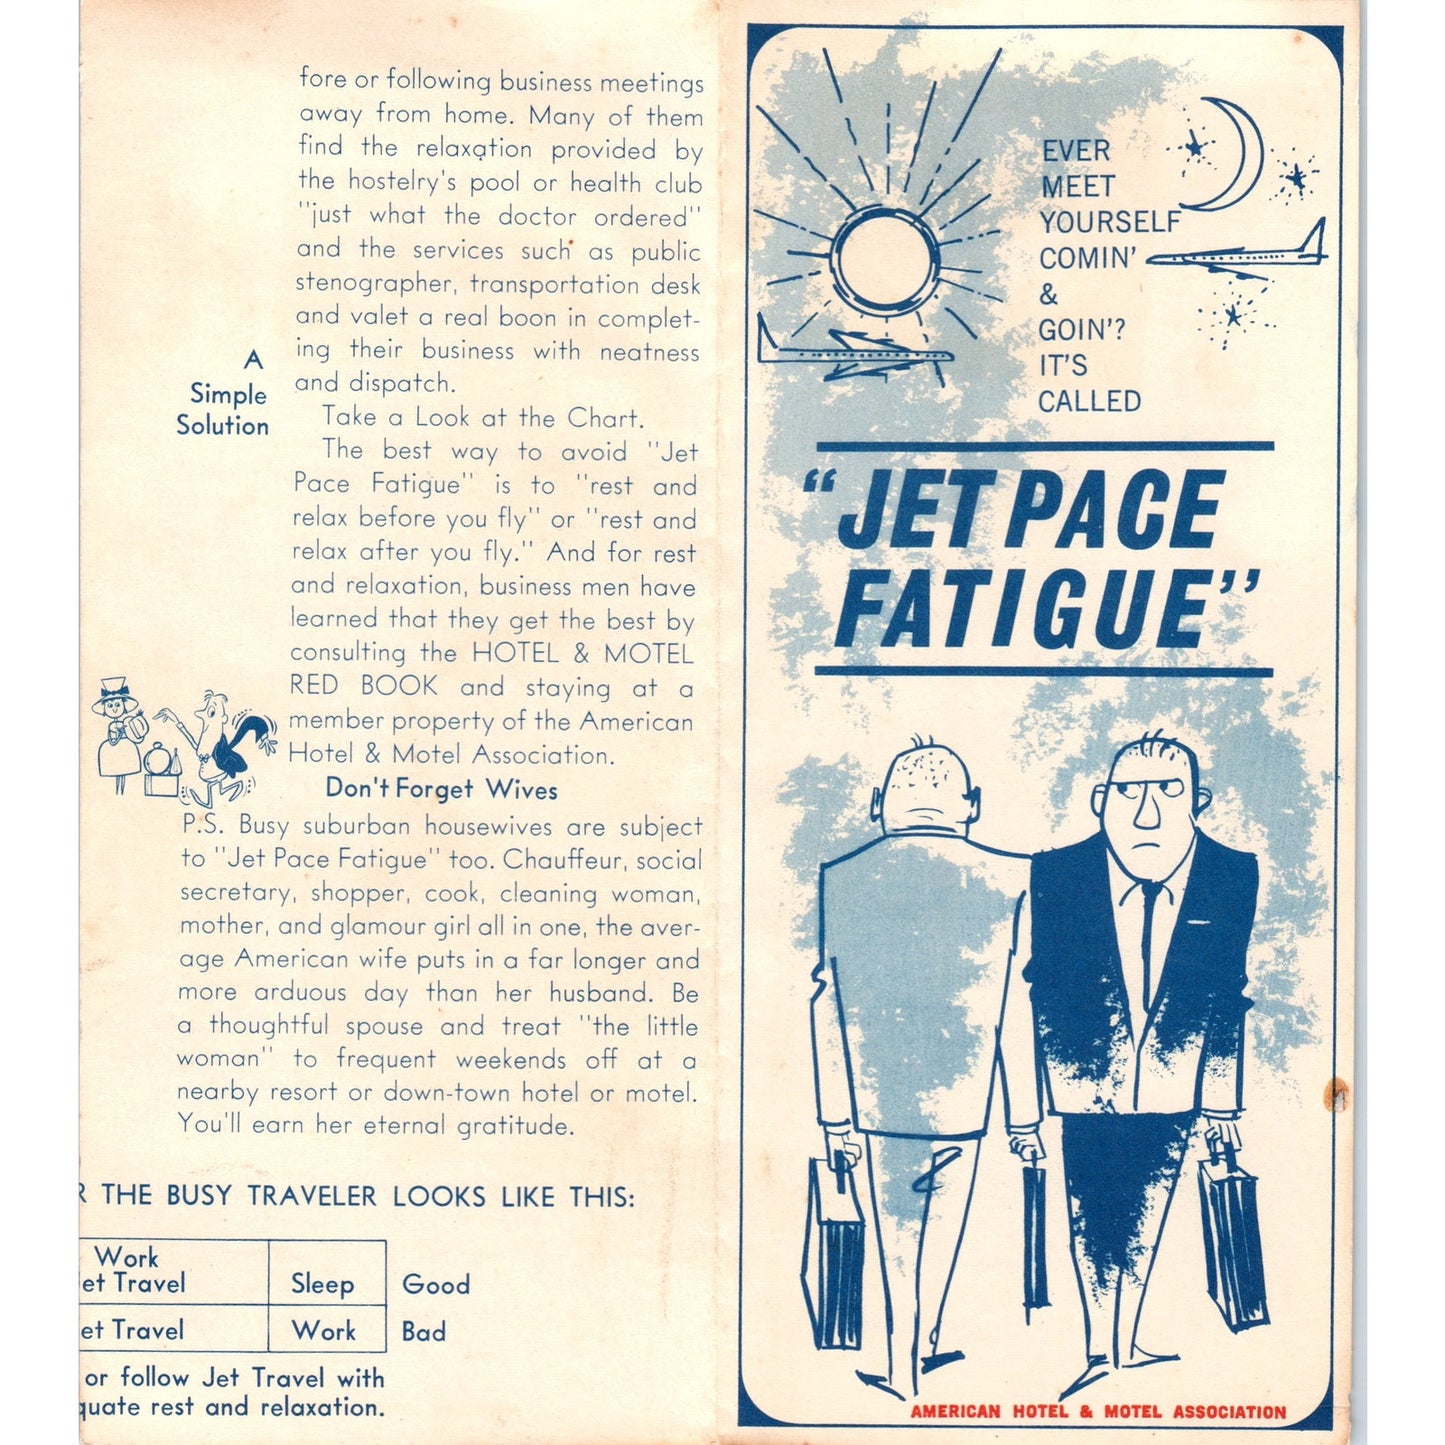 fore or following business meetings
away from home. Many of them
find the relaxation provided by
the hostelry's pool or health club
"just what the doctor ordered"
and the services such as public
stenographer, transportation desk
and valet a real boon in complet-
ing their business with neatness
and dispatch.
A
Simple
Solution
Take a Look at the Chart.
The best way to avoid "Jet
Pace Fatigue" is to "rest and
relax before you fly" or "rest and
relax after you fly." And for rest
and relaxation, business men have
learned that they get the best by
consulting the HOTEL & MOTEL
RED BOOK and staying at a
member property of the American
Hotel & Motel Association.
Don't Forget Wives
P.S. Busy suburban housewives are subject
to "Jet Pace Fatigue" too. Chauffeur, social
secretary, shopper, cook, cleaning woman,
mother, and glamour girl all in one, the aver-
age American wife puts in a far longer and
more arduous day than her husband. Be
a thoughtful spouse and treat "the little
woman" to frequent weekends off at a
nearby resort or down-town hotel or motel.
You'll earn her eternal gratitude.
R THE BUSY TRAVELER LOOKS LIKE THIS:
Work
et Travel Sleep Good
et Travel Work Bad
or follow Jet Travel with
quate rest and relaxation.
EVER
MEET
YOURSELF
COMIN'
&
GOIN'?
IT'S
CALLED
"JET PACE
FATIGUE"
AMERICAN HOTEL & MOTEL ASSOCIATION